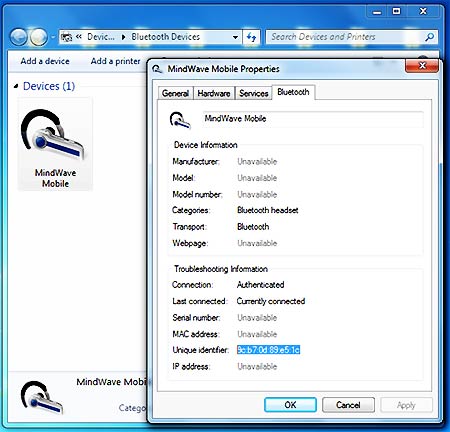 Devic... ▸ Bluetooth Devices
Search Devices and Printers
Add a device Add a printer
Devices (1)
MindWave
Mobile
MindWave Mobile Properties
General Hardware Services Bluetooth
MindWave Mobile
Device Information
Manufacturer: Unavailable
Model: Unavailable
Model number: Unavailable
Categories: Bluetooth headset
Transport: Bluetooth
Webpage: Unavailable
Troubleshooting Information
Connection: Authenticated
Last connected: Currently connected
Serial number: Unavailable
MAC address: Unavailable
Unique identifier: 9c:b7:0d:89:e5:1c
IP address: Unavailable
MindWave Mobi
Catego
OK Cancel Apply